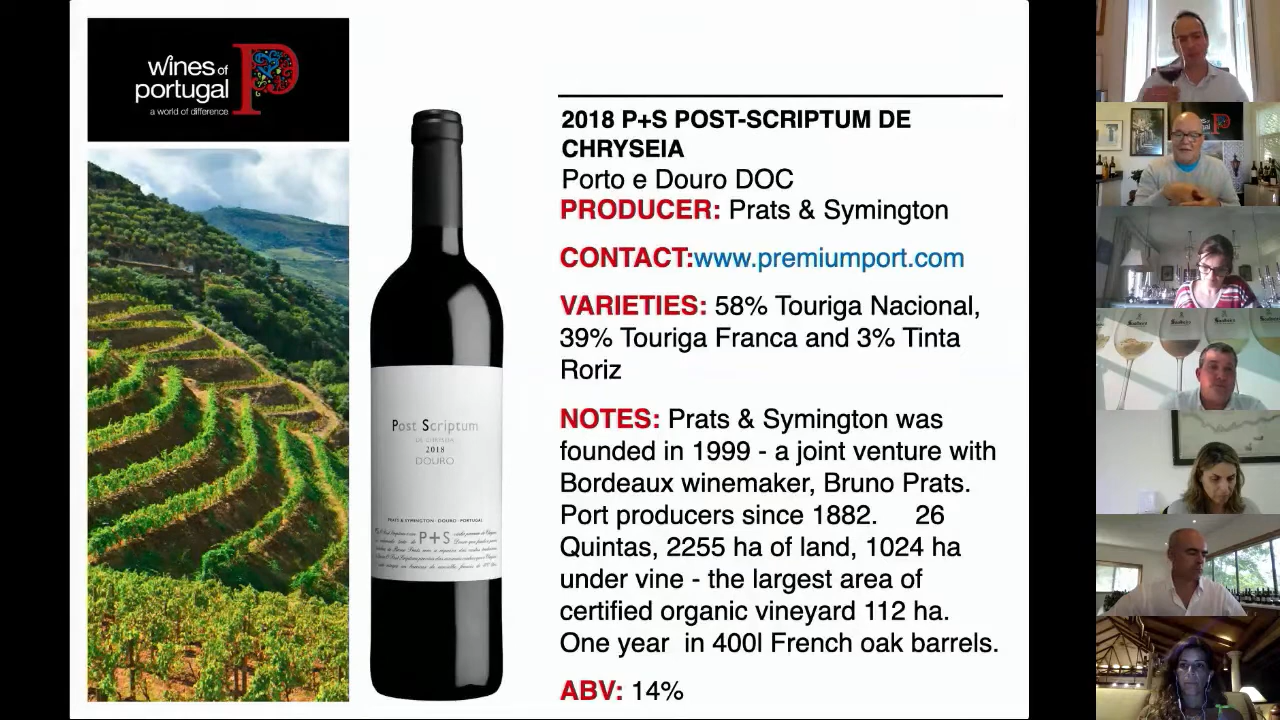 wines of
portugal
a world of difference
P
2018 P+S POST-SCRIPTUM DE
CHRYSEIA
Porto e Douro DOC
PRODUCER: Prats & Symington
CONTACT:www.premiumport.com
VARIETIES: 58% Touriga Nacional,
39% Touriga Franca and 3% Tinta
Roriz
NOTES: Prats & Symington was
founded in 1999 - a joint venture with
Bordeaux winemaker, Bruno Prats.
Port producers since 1882. 26
Quintas, 2255 ha of land, 1024 ha
under vine - the largest area of
certified organic vineyard 112 ha.
One year in 400l French oak barrels.
ABV: 14%
Post Scriptum
2018
DOURO
PRATS & SYMINGTON · DOURO · PORTUGAL
P+S